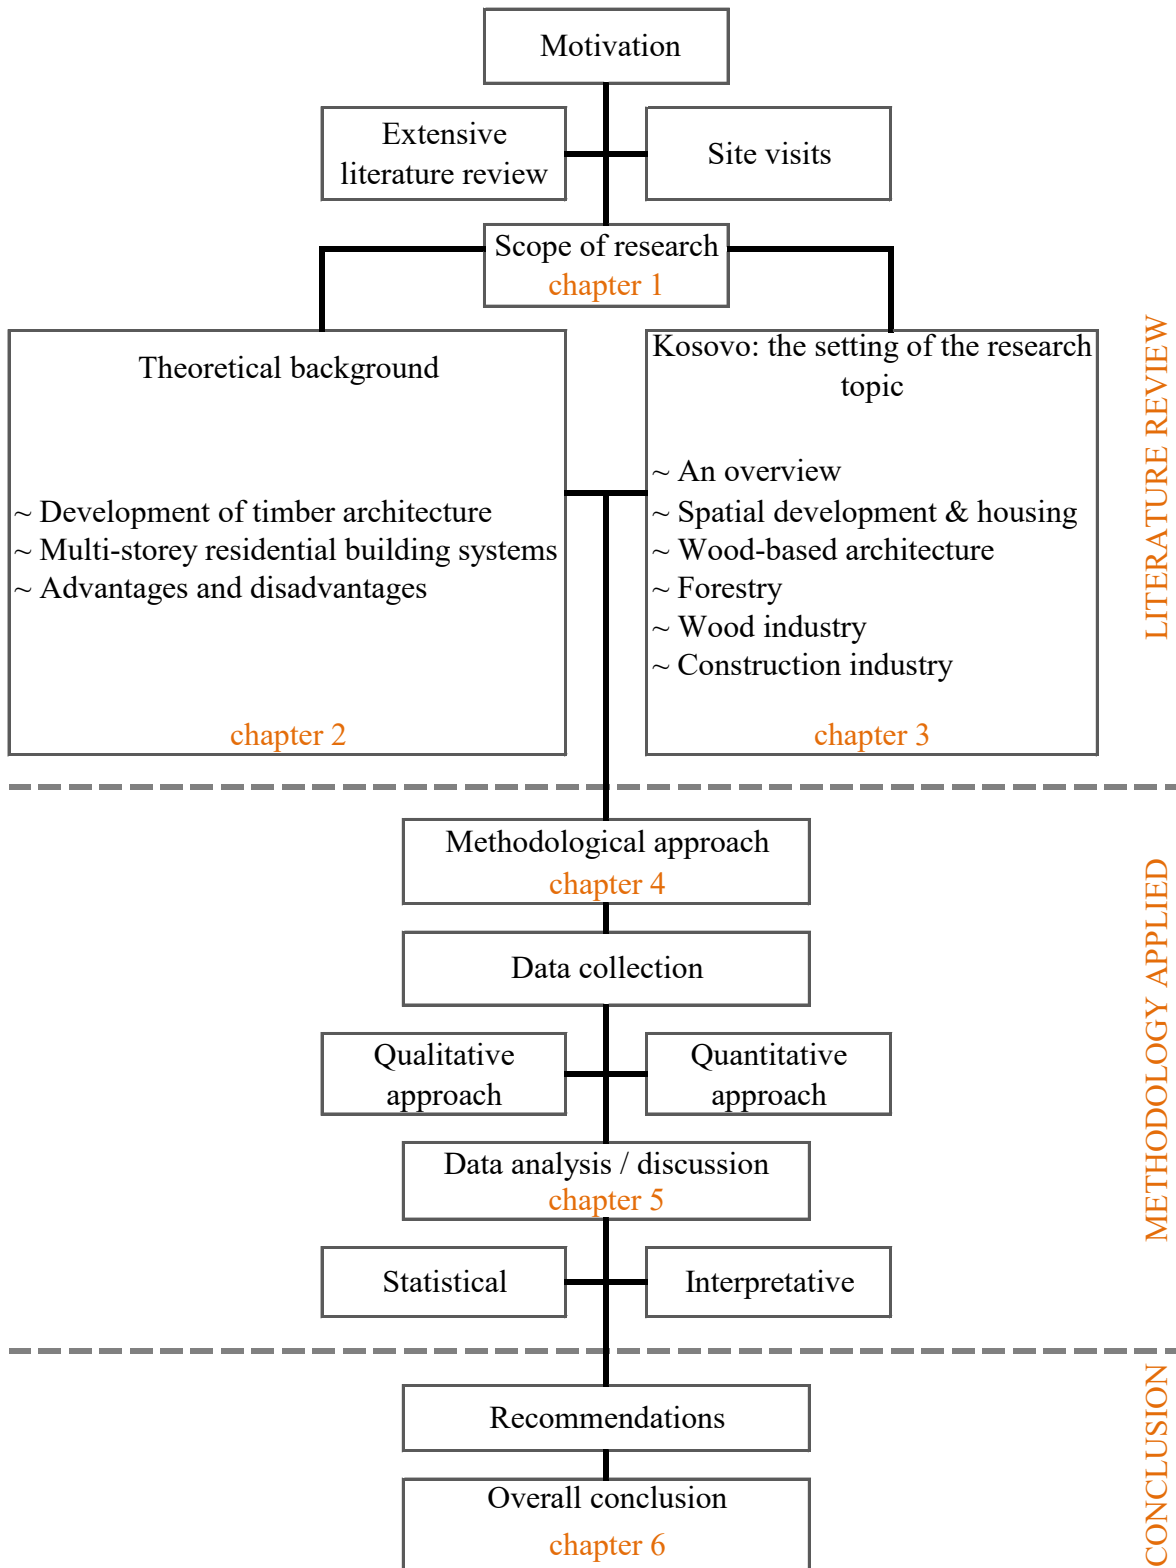 Motivation
Extensive
literature review
Site visits
Scope of research
chapter 1
Theoretical background
~ Development of timber architecture
~ Multi-storey residential building systems
~ Advantages and disadvantages
chapter 2
Kosovo: the setting of the research
topic
~ An overview
~ Spatial development & housing
~ Wood-based architecture
~ Forestry
~ Wood industry
~ Construction industry
chapter 3
LITERATURE REVIEW
Methodological approach
chapter 4
Data collection
Qualitative
approach
Quantitative
approach
Data analysis / discussion
chapter 5
Statistical
Interpretative
METHODOLOGY APPLIED
Recommendations
Overall conclusion
chapter 6
CONCLUSION